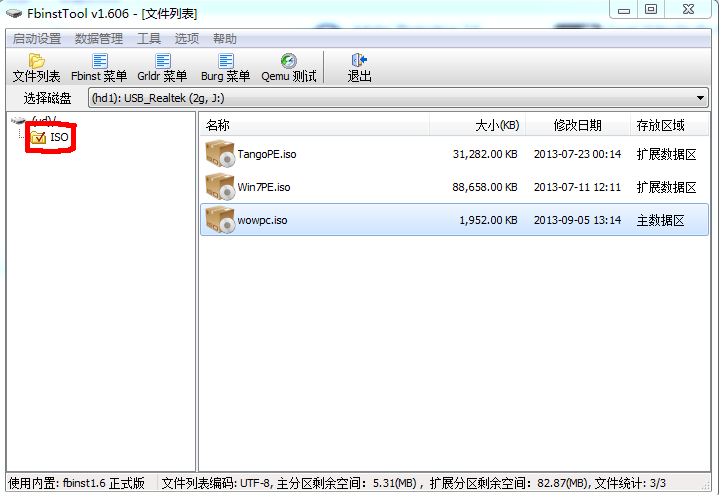 FbinstTool v1.606 - [文件列表]
启动设置 数据管理 工具 选项 帮助
文件列表 Fbinst 菜单 Grldr 菜单 Burg 菜单 Qemu 测试 退出
选择磁盘 (hd1): USB_Realtek (2g, J:)
(ud)/
ISO
名称 大小(KB) 修改日期 存放区域
TangoPE.iso 31,282.00 KB 2013-07-23 00:14 扩展数据区
Win7PE.iso 88,658.00 KB 2013-07-11 12:11 扩展数据区
wowpc.iso 1,952.00 KB 2013-09-05 13:14 主数据区
使用内置: fbinst1.6 正式版 文件列表编码: UTF-8, 主分区剩余空间：5.31(MB) , 扩展分区剩余空间：82.87(MB), 文件统计: 3/3